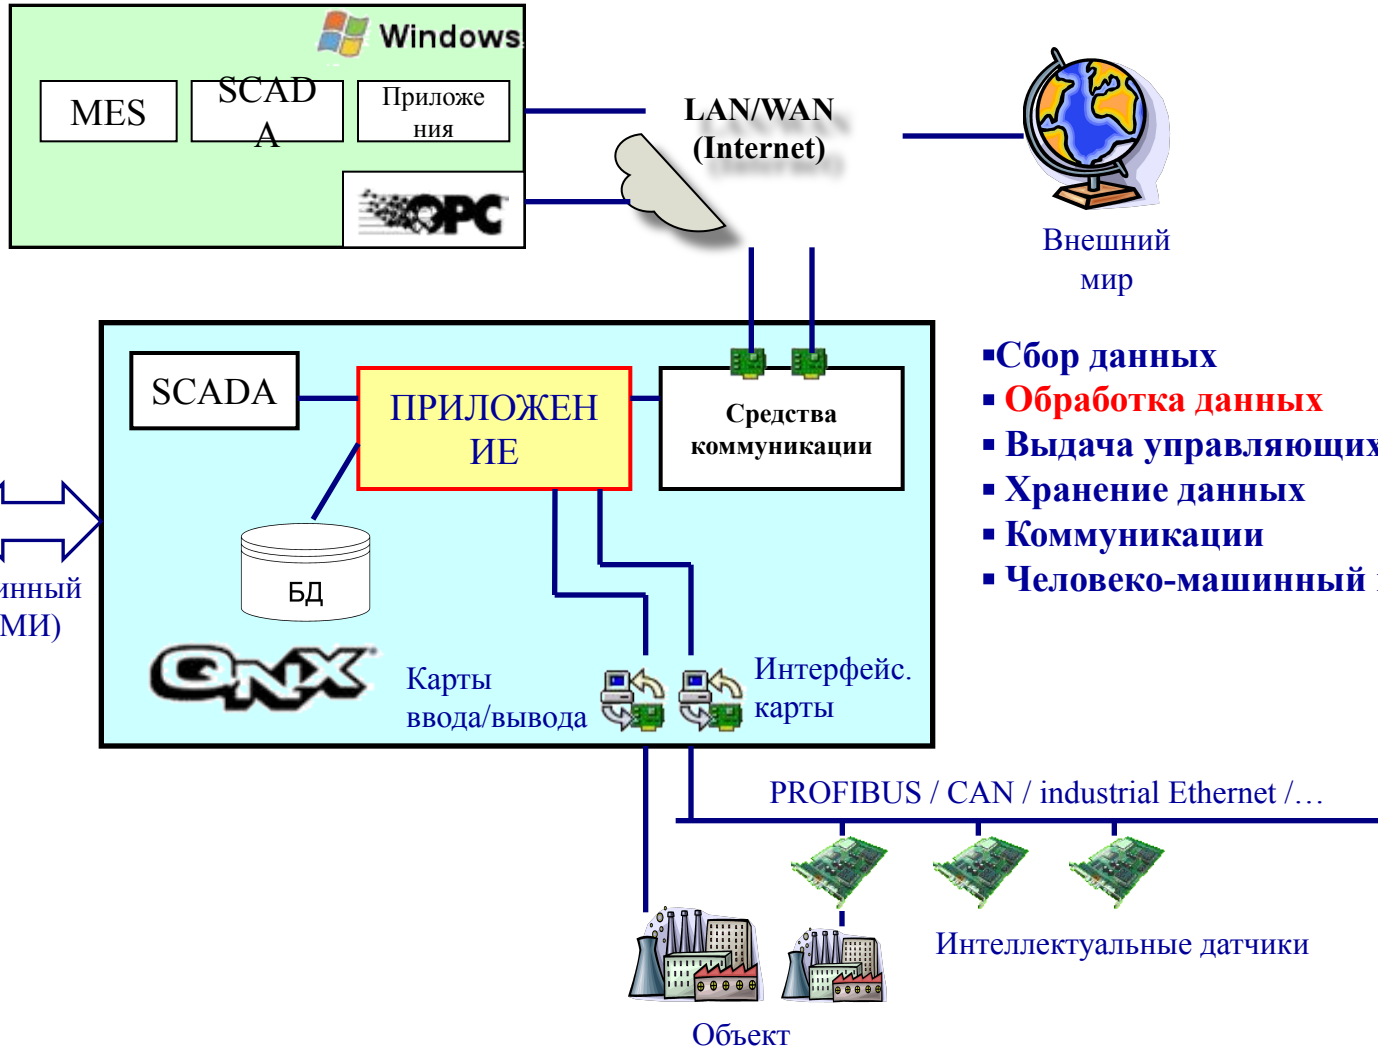 Windows
MES
SCAD
A
Приложе
ния
OPC
LAN/WAN
(Internet)
Внешний
мир
SCADA
ПРИЛОЖЕН
ИЕ
Средства
коммуникации
▪Сбор данных
▪ Обработка данных
▪ Выдача управляющих
▪ Хранение данных
▪ Коммуникации
▪ Человеко-машинный
инный
МИ)
БД
QNX
Карты
ввода/вывода
Интерфейс.
карты
PROFIBUS / CAN / industrial Ethernet /…
Интеллектуальные датчики
Объект